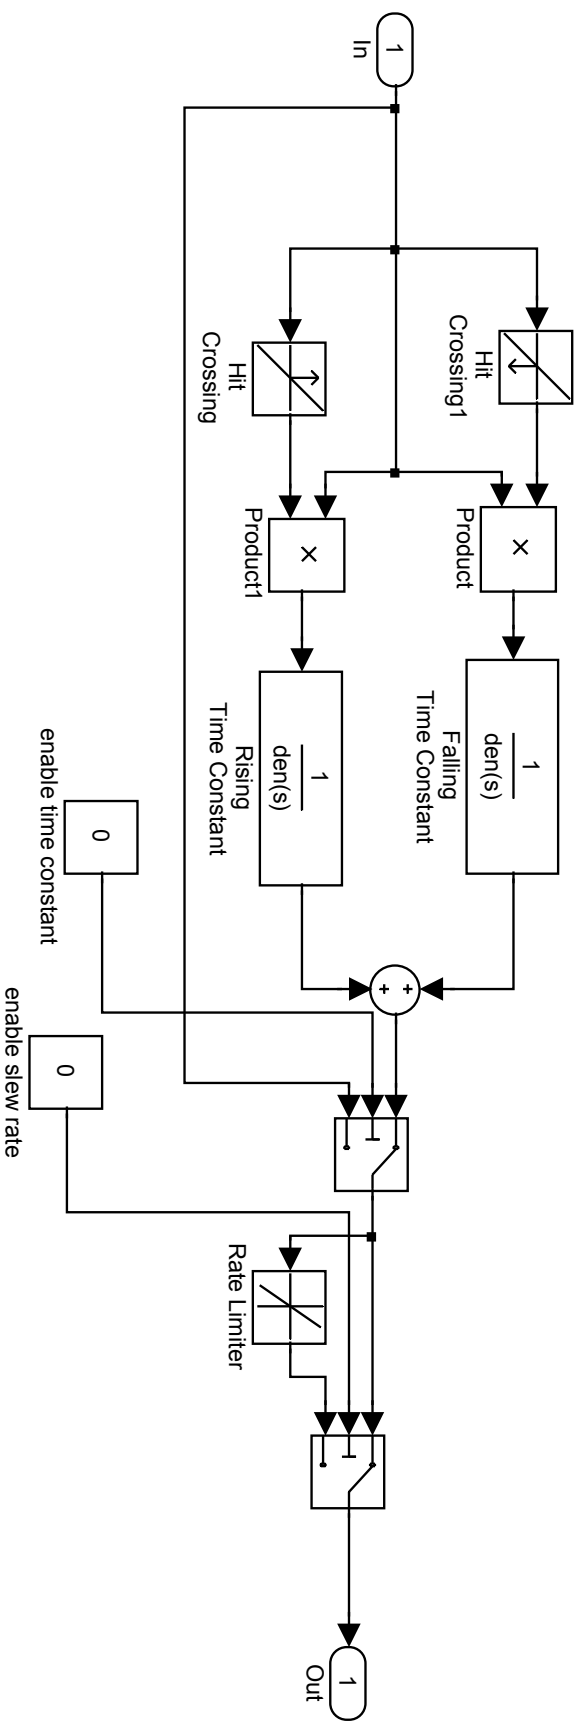 1
In
Hit
Crossing1
Hit
Crossing
×
Product
×
Product1
1
den(s)
Falling
Time Constant
1
den(s)
Rising
Time Constant
0
enable time constant
+
+
0
enable slew rate
Rate Limiter
1
Out